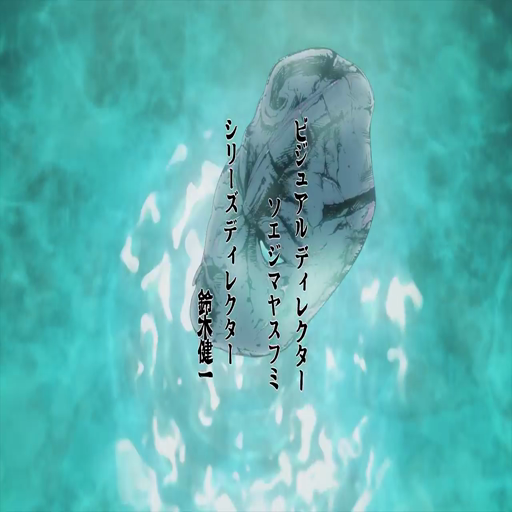 ビジュアルディレクター
ソエジマヤスフミ
シリーズディレクター
鈴木健一